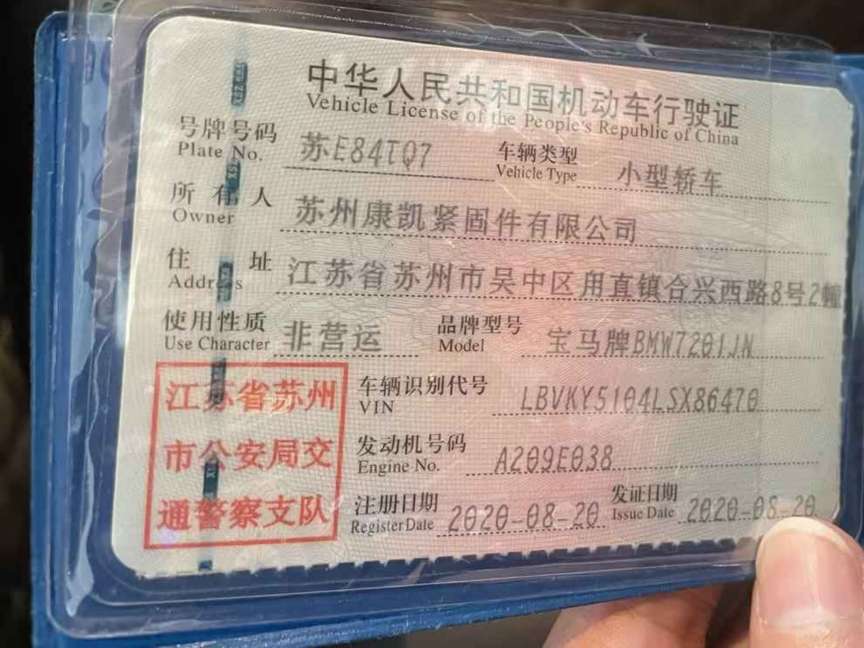 中华人民共和国机动车行驶证
Vehicle License of the People's Republic of China
号牌号码 苏E84TQ7 车辆类型 小型轿车
Plate No. Vehicle Type
所有人 苏州康凯紧固件有限公司
Owner
住址 江苏省苏州市吴中区甪直镇合兴西路8号2幢
Address
使用性质 非营运 品牌型号 宝马牌BMW7201JN
Use Character Model
江苏省苏州
市公安局交
通警察支队
车辆识别代号 LBVKY5104LSX86470
VIN
发动机号码 A209E038
Engine No.
注册日期 2020-08-20 发证日期 2020-08-20
Register Date Issue Date